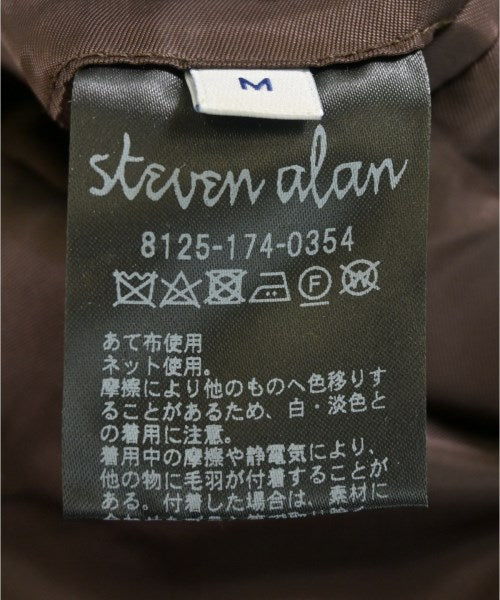 M
steven alan
8125-174-0354
あて布使用
ネット使用。
摩擦により他のものへ色移りす
ることがあるため、白・淡色と
の着用に注意。
着用中の摩擦や静電気により、
他の物に毛羽が付着することが
ある。付着した場合は、素材に